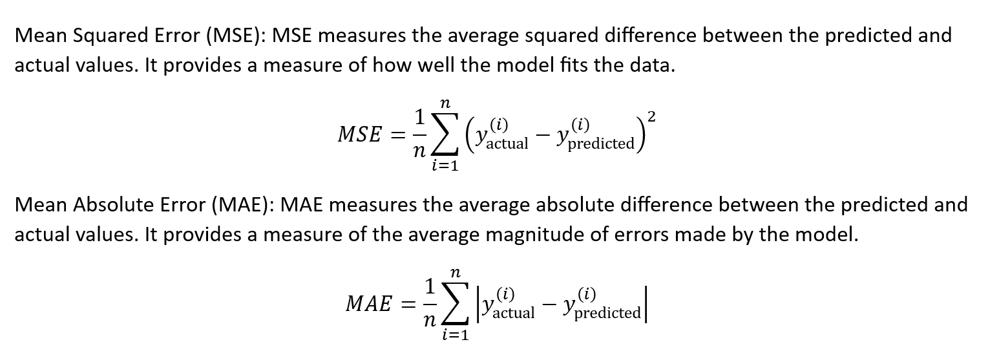 Mean Squared Error (MSE): MSE measures the average squared difference between the predicted and
actual values. It provides a measure of how well the model fits the data.
$MSE = \frac{1}{n}\sum_{i=1}^{n}\left(y_{\text{actual}}^{(i)} - y_{\text{predicted}}^{(i)}\right)^2$
Mean Absolute Error (MAE): MAE measures the average absolute difference between the predicted and
actual values. It provides a measure of the average magnitude of errors made by the model.
$MAE = \frac{1}{n}\sum_{i=1}^{n}\left|y_{\text{actual}}^{(i)} - y_{\text{predicted}}^{(i)}\right|$